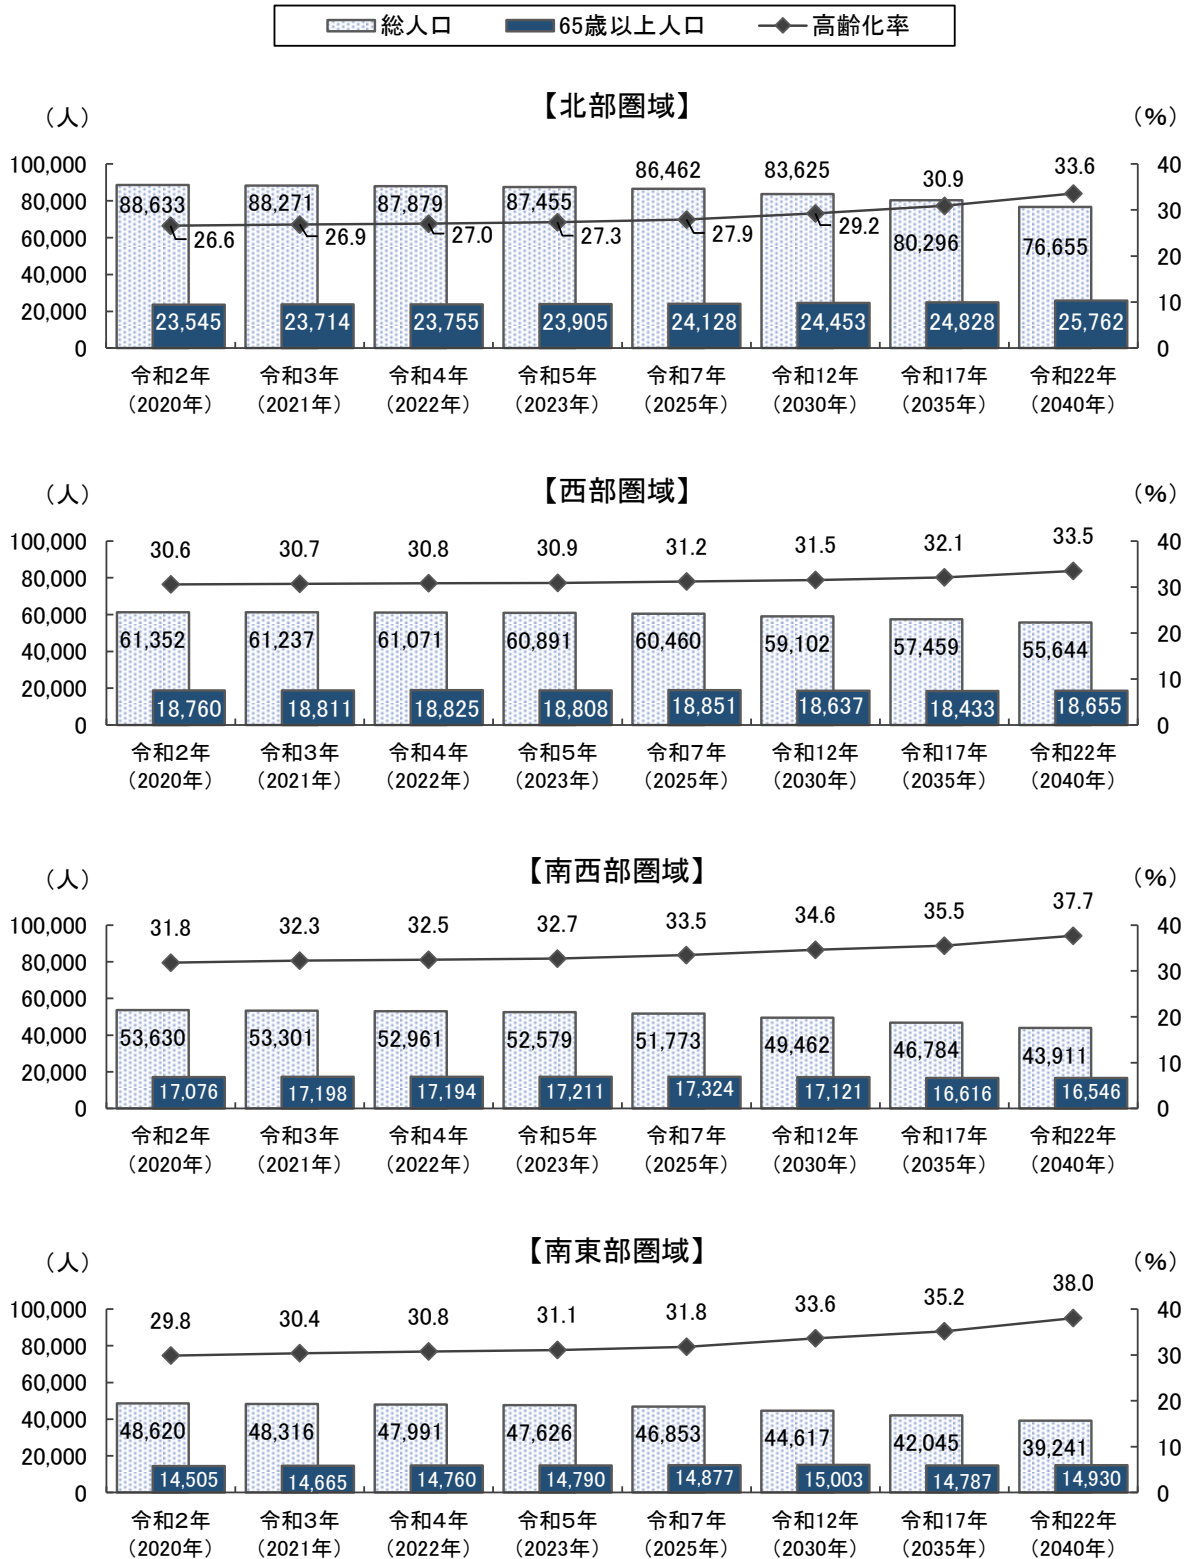 総人口 65歳以上人口 高齢化率
【北部圏域】
（人） （％）
86,462 83,625 30.9 33.6
100,000 80,000 60,000 40,000 20,000 0
40 30 20 10 0
88,633 88,271 87,879 87,455
26.6 26.9 27.0 27.3 27.9 29.2
80,296 76,655
23,545 23,714 23,755 23,905 24,128 24,453 24,828 25,762
令和２年 令和３年 令和４年 令和５年 令和７年 令和12年 令和17年 令和22年
（2020年） （2021年） （2022年） （2023年） （2025年） （2030年） （2035年） （2040年）
【西部圏域】
（人） （％）
30.6 30.7 30.8 30.9 31.2 31.5 32.1 33.5
100,000 80,000 60,000 40,000 20,000 0
40 30 20 10 0
61,352 61,237 61,071 60,891 60,460 59,102 57,459 55,644
18,760 18,811 18,825 18,808 18,851 18,637 18,433 18,655
令和２年 令和３年 令和４年 令和５年 令和７年 令和12年 令和17年 令和22年
（2020年） （2021年） （2022年） （2023年） （2025年） （2030年） （2035年） （2040年）
【南西部圏域】
（人） （％）
31.8 32.3 32.5 32.7 33.5 34.6 35.5 37.7
100,000 80,000 60,000 40,000 20,000 0
40 30 20 10 0
53,630 53,301 52,961 52,579 51,773 49,462 46,784 43,911
17,076 17,198 17,194 17,211 17,324 17,121 16,616 16,546
令和２年 令和３年 令和４年 令和５年 令和７年 令和12年 令和17年 令和22年
（2020年） （2021年） （2022年） （2023年） （2025年） （2030年） （2035年） （2040年）
【南東部圏域】
（人） （％）
29.8 30.4 30.8 31.1 31.8 33.6 35.2 38.0
100,000 80,000 60,000 40,000 20,000 0
40 30 20 10 0
48,620 48,316 47,991 47,626 46,853 44,617 42,045 39,241
14,505 14,665 14,760 14,790 14,877 15,003 14,787 14,930
令和２年 令和３年 令和４年 令和５年 令和７年 令和12年 令和17年 令和22年
（2020年） （2021年） （2022年） （2023年） （2025年） （2030年） （2035年） （2040年）